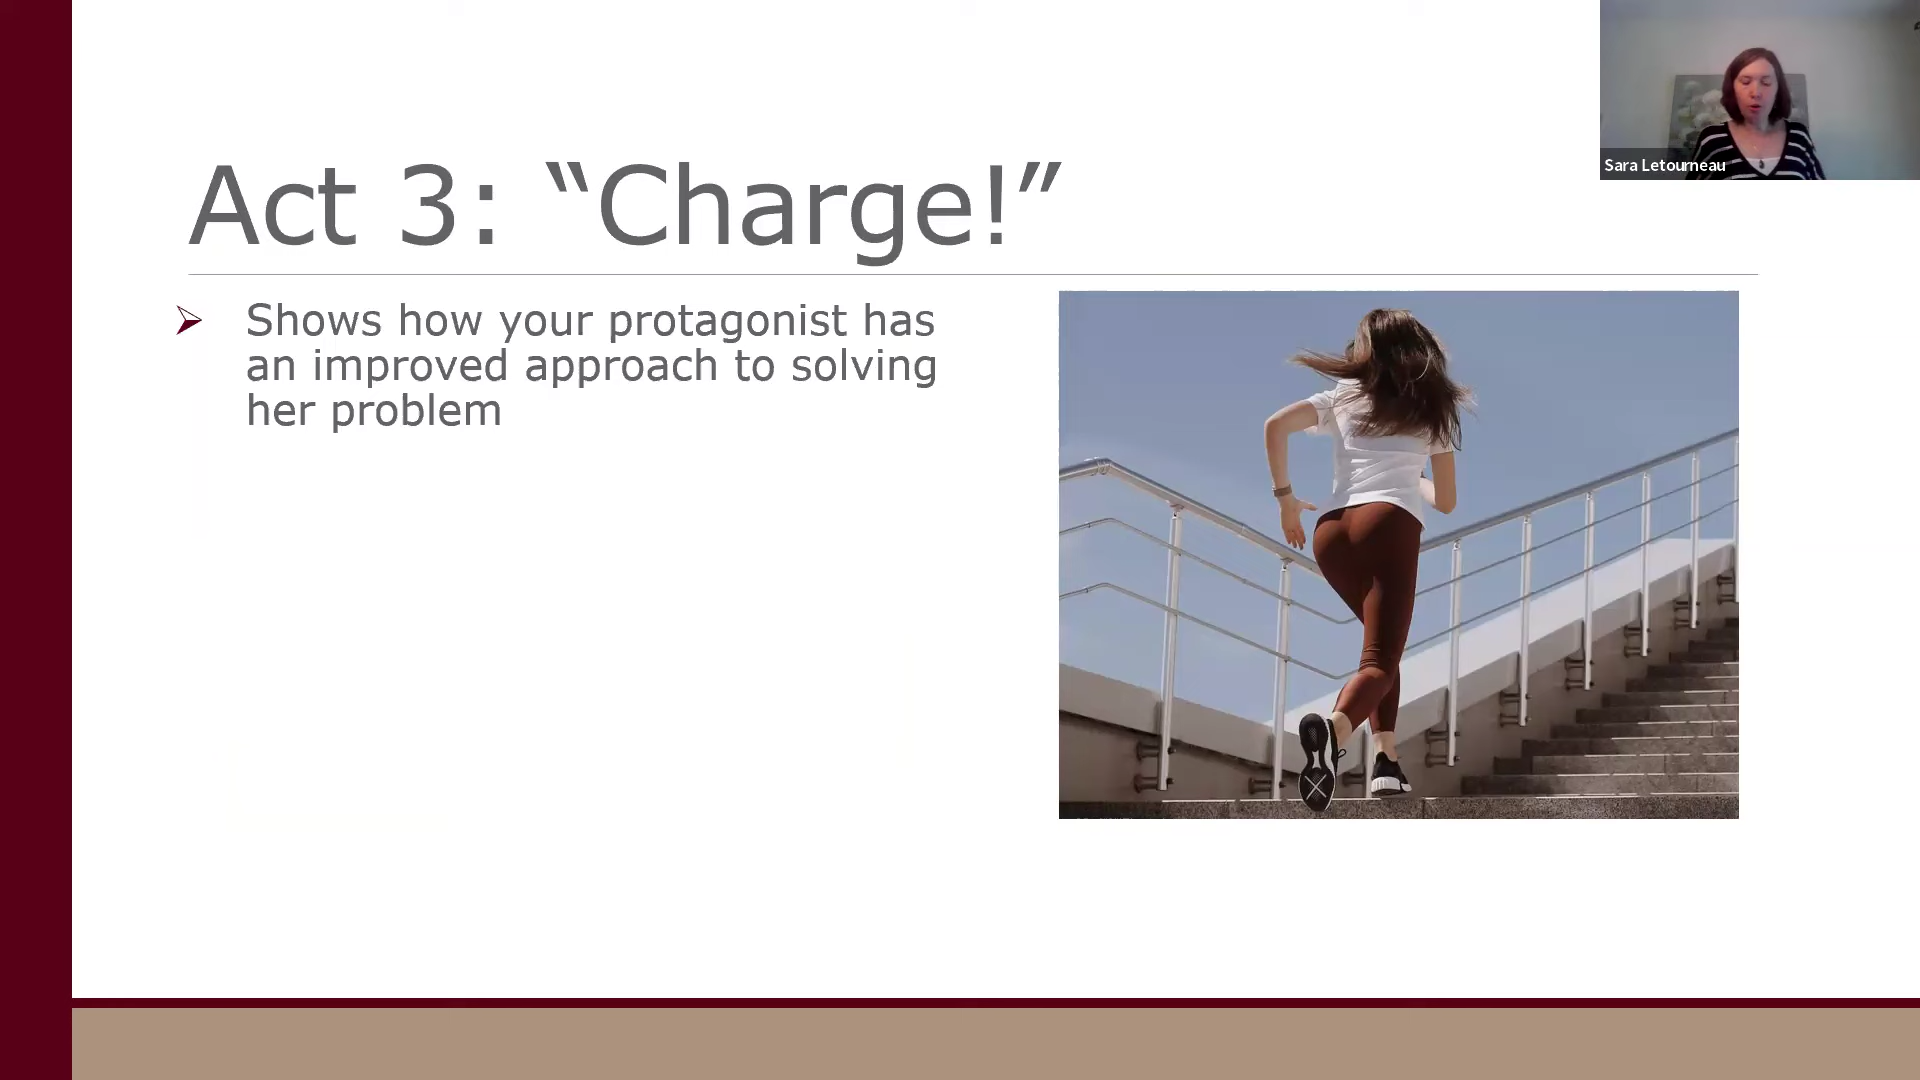 Act 3: “Charge!”
Shows how your protagonist has
an improved approach to solving
her problem
Sara Letourneau